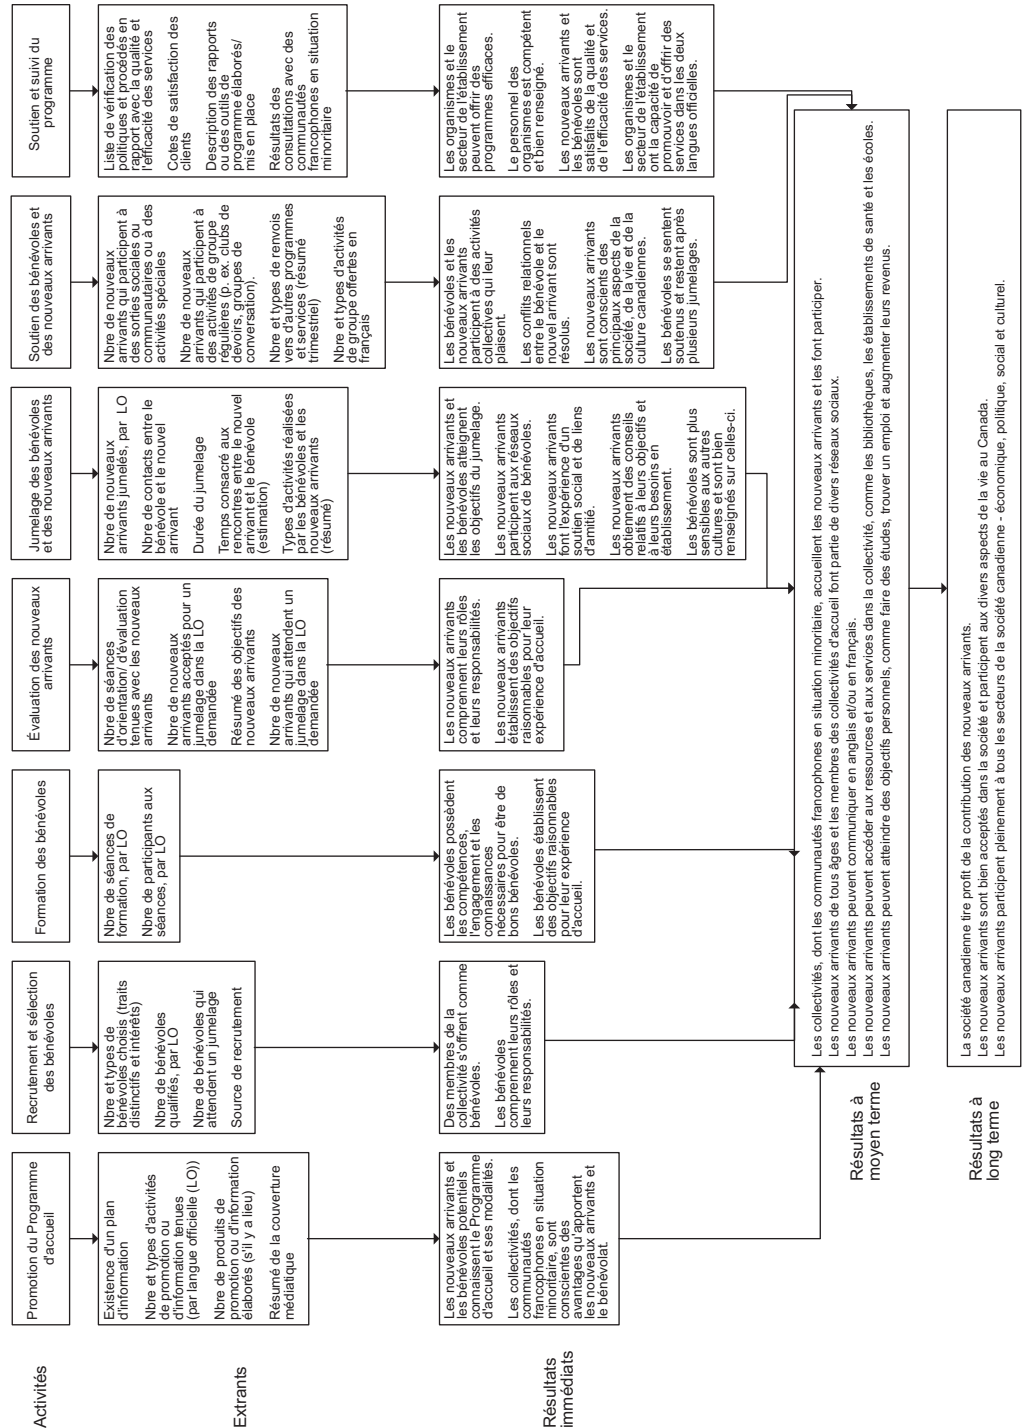 Activités
Promotion du Programme
d'accueil
Recrutement et sélection
des bénévoles
Formation des bénévoles
Évaluation des nouveaux
arrivants
Jumelage des bénévoles
et des nouveaux arrivants
Soutien des bénévoles et
des nouveaux arrivants
Soutien et suivi du
programme
Extrants
Existence d'un plan
d'information
Nbre et types d'activités
de promotion ou
d'information tenues
(par langue officielle (LO))
Nbre de produits de
promotion ou d'information
élaborés (s'il y a lieu)
Résumé de la couverture
médiatique
Nbre et types de
bénévoles choisis (traits
distinctifs et intérêts)
Nbre de bénévoles
qualifiés, par LO
Nbre de bénévoles qui
attendent un jumelage
Source de recrutement
Nbre de séances de
formation, par LO
Nbre de participants aux
séances, par LO
Nbre de séances
d'orientation/ d'évaluation
tenues avec les nouveaux
arrivants
Nbre de nouveaux
arrivants acceptés pour un
jumelage dans la LO
demandée
Résumé des objectifs des
nouveaux arrivants
Nbre de nouveaux
arrivants qui attendent un
jumelage dans la LO
demandée
Nbre de nouveaux
arrivants jumelés, par LO
Nbre de contacts entre le
bénévole et le nouvel
arrivant
Durée du jumelage
Temps consacré aux
rencontres entre le nouvel
arrivant et le bénévole
(estimation)
Types d'activités réalisées
par les bénévoles et les
nouveaux arrivants
(résumé)
Nbre de nouveaux
arrivants qui participent à
des sorties sociales ou
communautaires ou à des
activités spéciales
Nbre de nouveaux
arrivants qui participent à
des activités de groupe
régulières (p. ex: clubs de
devoirs, groupes de
conversation).
Nbre et types de renvois
vers d'autres programmes
et services (résumé
trimestriel)
Nbre et types d'activités
de groupe offertes en
français
Liste de vérification des
politiques et procédés en
rapport avec la qualité et
l'efficacité des services
Cotes de satisfaction des
clients
Description des rapports
ou des outils de
programme élaborés/
mis en place
Résultats des
consultations avec des
communautés
francophones en situation
minoritaire
Résultats
immédiats
Les nouveaux arrivants et
les bénévoles potentiels
connaissent le Programme
d'accueil et ses modalités.
Les collectivités, dont les
communautés
francophones en situation
minoritaire, sont
conscientes des
avantages qu'apportent
les nouveaux arrivants et
le bénévolat.
Des membres de la
collectivité s'offrent comme
bénévoles.
Les bénévoles
comprennent leurs rôles et
leurs responsabilités.
Les bénévoles possèdent
les compétences,
l'engagement et les
connaissances
nécessaires pour être de
bons bénévoles.
Les bénévoles établissent
des objectifs raisonnables
pour leur expérience
d'accueil.
Les nouveaux arrivants
comprennent leurs rôles
et leurs responsabilités.
Les nouveaux arrivants
établissent des objectifs
raisonnables pour leur
expérience d'accueil.
Les nouveaux arrivants et
les bénévoles atteignent
les objectifs du jumelage.
Les nouveaux arrivants
participent aux réseaux
sociaux de bénévoles.
Les nouveaux arrivants
font l'expérience d'un
soutien social et de liens
d'amitié.
Les nouveaux arrivants
obtiennent des conseils
relatifs à leurs objectifs et
à leurs besoins en
établissement.
Les bénévoles sont plus
sensibles aux autres
cultures et sont bien
renseignés sur celles-ci.
Les bénévoles et les
nouveaux arrivants
participent à des activités
collectives qui leur
plaisent.
Les conflits relationnels
entre le bénévole et le
nouvel arrivant sont
résolus.
Les nouveaux arrivants
sont conscients des
principaux aspects de la
société, de la vie et de la
culture canadiennes.
Les bénévoles se sentent
soutenus et restent après
plusieurs jumelages.
Les organismes et le
secteur de l'établissement
peuvent offrir des
programmes efficaces.
Le personnel des
organismes est compétent
et bien renseigné.
Les nouveaux arrivants et
les bénévoles sont
satisfaits de la qualité et
de l'efficacité des services.
Les organismes et le
secteur de l'établissement
ont la capacité de
promouvoir et d'offrir des
services dans les deux
langues officielles.
Résultats à
moyen terme
Les collectivités, dont les communautés francophones en situation minoritaire, accueillent les nouveaux arrivants et les font participer.
Les nouveaux arrivants de tous âges et les membres des collectivités d'accueil font partie de divers réseaux sociaux.
Les nouveaux arrivants peuvent communiquer en anglais et/ou en français.
Les nouveaux arrivants peuvent accéder aux ressources et aux services dans la collectivité, comme les bibliothèques, les établissements de santé et les écoles.
Les nouveaux arrivants peuvent atteindre des objectifs personnels, comme faire des études, trouver un emploi et augmenter leurs revenus.
Résultats à
long terme
La société canadienne tire profit de la contribution des nouveaux arrivants.
Les nouveaux arrivants sont bien acceptés dans la société et participent aux divers aspects de la vie au Canada.
Les nouveaux arrivants participent pleinement à tous les secteurs de la société canadienne - économique, politique, social et culturel.